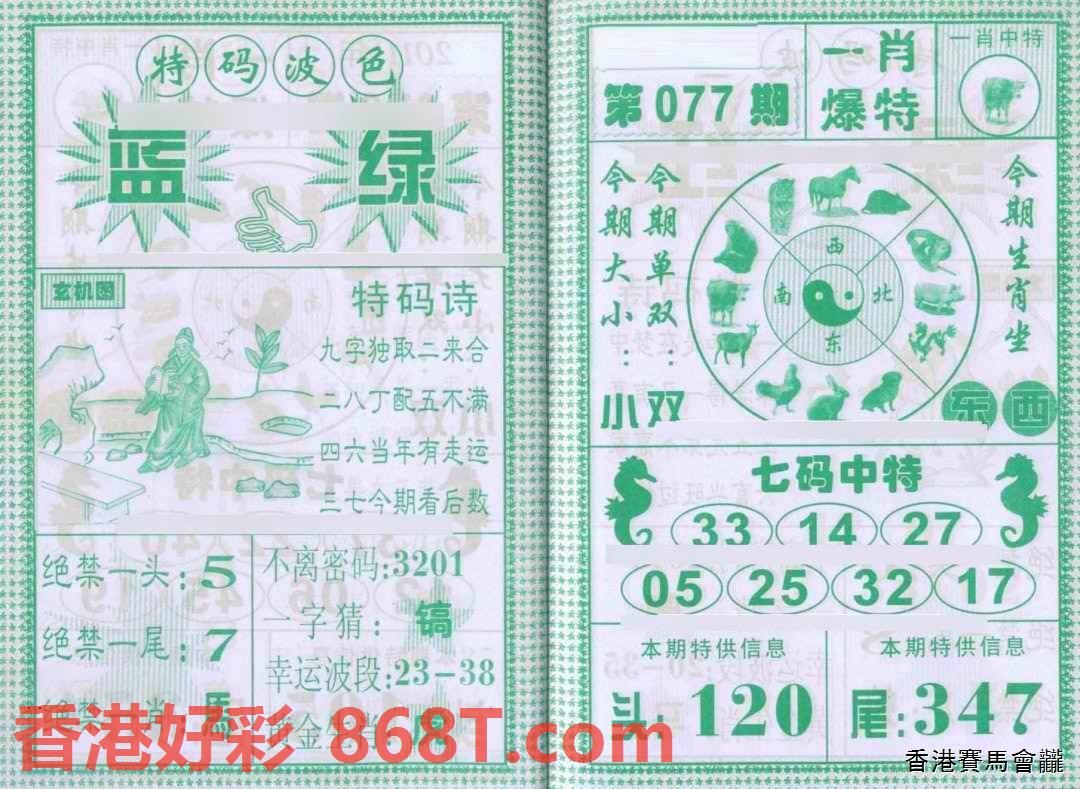 特码波色
蓝 绿
玄机图
特码诗
九字独取二来合
二八丁配五不满
四六当年有走运
三七今期看后数
绝禁一头:5
绝禁一尾:7
馬
不离密码:3201
一字猜:镐
幸运波段:23-38
第077期
一肖
爆特
一肖中特
今期大小:小
今期单双:双
西
南 北
东
今期生肖坐
东西
七码中特
33 14 27
05 25 32 17
本期特供信息
头:120
本期特供信息
尾:347
香港好彩 868T.com
香港賽馬會